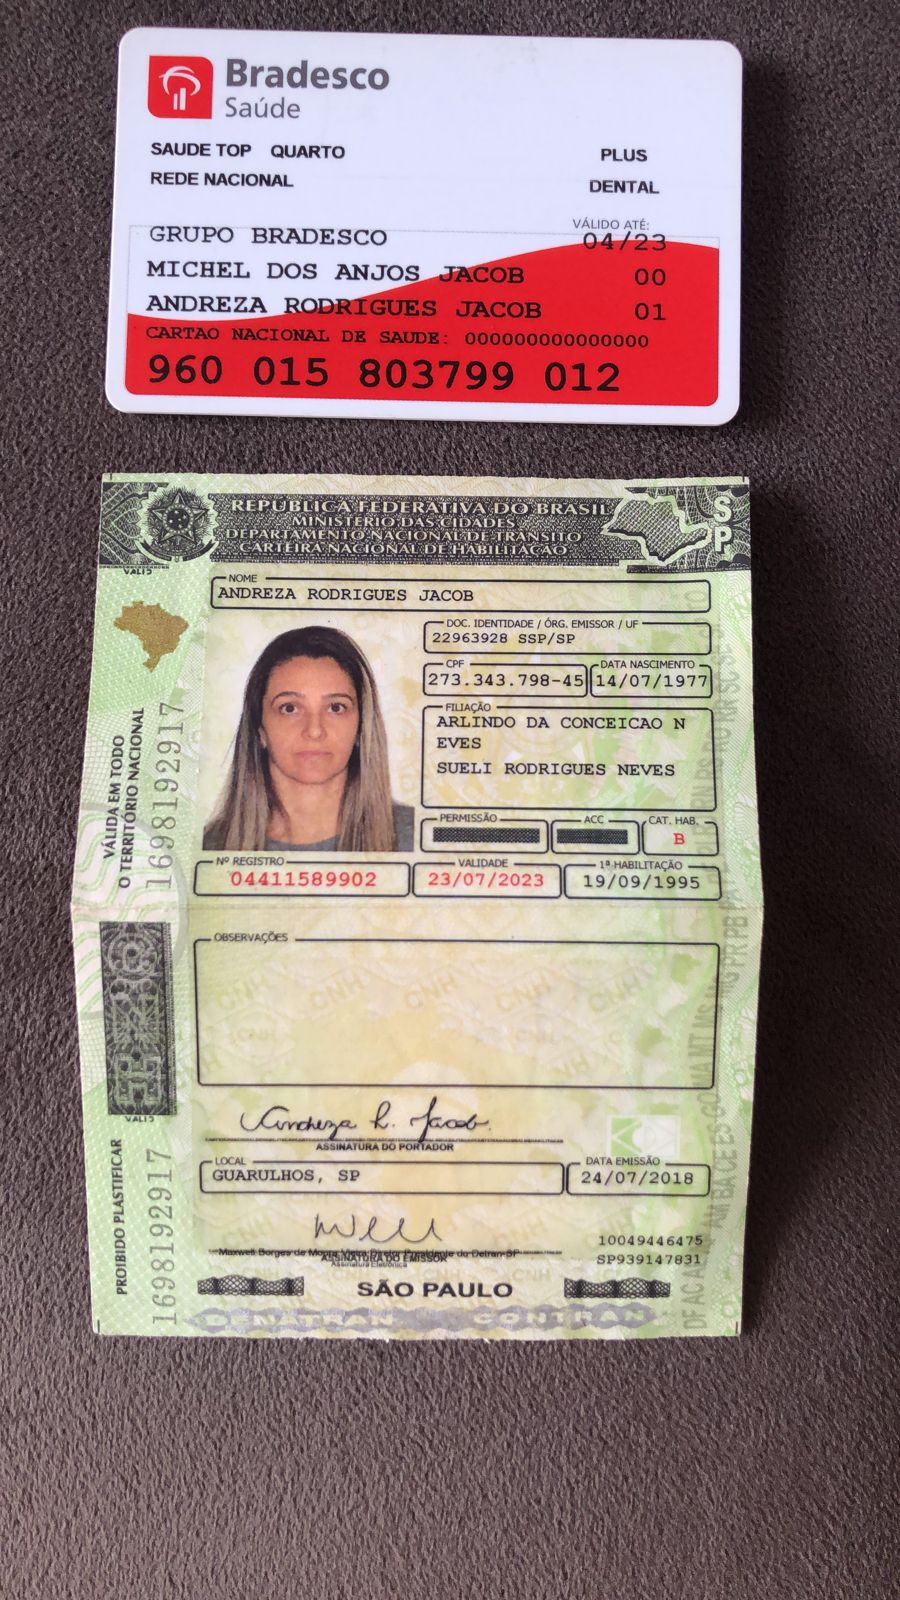 Bradesco
Saúde
SAUDE TOP QUARTO PLUS
REDE NACIONAL DENTAL
VÁLIDO ATÉ:
GRUPO BRADESCO 04/23
MICHEL DOS ANJOS JACOB 00
ANDREZA RODRIGUES JACOB 01
CARTAO NACIONAL DE SAUDE: 000000000000000
960 015 803799 012
REPÚBLICA FEDERATIVA DO BRASIL
MINISTÉRIO DAS CIDADES
DEPARTAMENTO NACIONAL DE TRÂNSITO
CARTEIRA NACIONAL DE HABILITAÇÃO
SP
NOME
ANDREZA RODRIGUES JACOB
DOC. IDENTIDADE / ÓRG. EMISSOR / UF
22963928 SSP/SP
CPF DATA NASCIMENTO
273.343.798-45 14/07/1977
FILIAÇÃO
ARLINDO DA CONCEICAO N
EVES
SUELI RODRIGUES NEVES
PERMISSÃO ACC CAT. HAB.
B
Nº REGISTRO VALIDADE 1ª HABILITAÇÃO
04411589902 23/07/2023 19/09/1995
VÁLIDA EM TODO
O TERRITÓRIO NACIONAL
1698192917
OBSERVAÇÕES
Andreza R. Jacob
ASSINATURA DO PORTADOR
LOCAL DATA EMISSÃO
GUARULHOS, SP 24/07/2018
PROIBIDO PLASTIFICAR
1698192917
10049446475
SP939147831
Maxwell Borges de Moura Vieira Diretor Presidente do Detran-SP
ASSINATURA DO EMISSOR
Assinatura Eletrônica
SÃO PAULO
DENATRAN CONTRAN